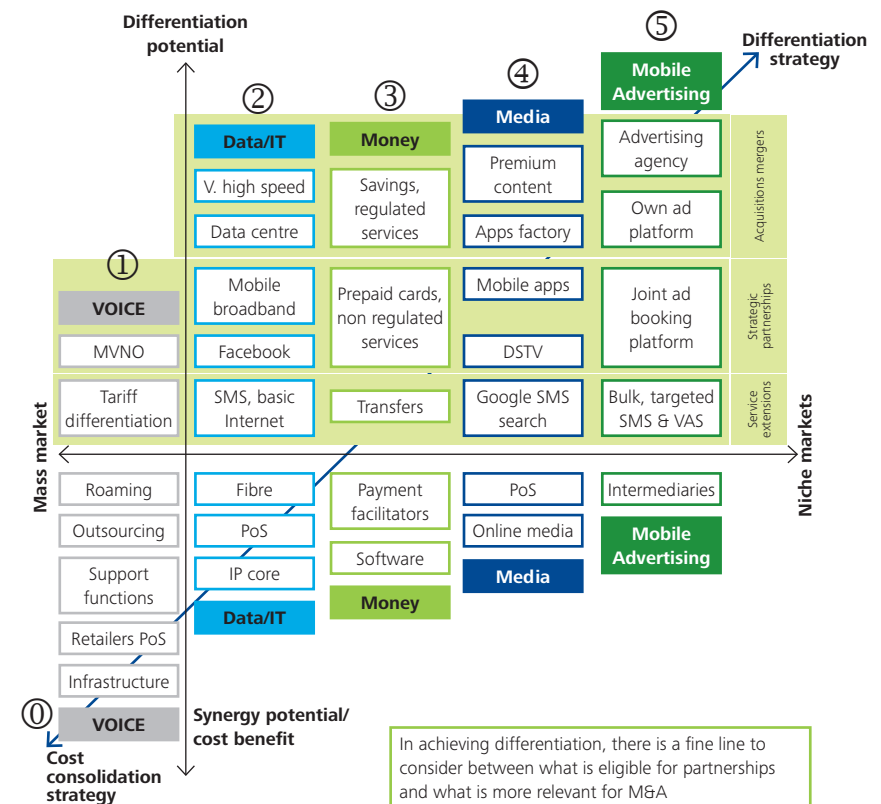 Differentiation
potential
⑤
Differentiation
strategy
Mobile
Advertising
④
②
③
Media
Data/IT
Money
Advertising
agency
Premium
content
V. high speed
Savings,
regulated
services
Own ad
platform
Data centre
Apps factory
Acquisitions mergers
①
VOICE
Mobile
broadband
Prepaid cards,
non regulated
services
Mobile apps
Joint ad
booking
platform
MVNO
Facebook
DSTV
Strategic
partnerships
Tariff
differentiation
SMS, basic
Internet
Transfers
Google SMS
search
Bulk, targeted
SMS & VAS
Service
extensions
Mass market
Niche markets
Roaming
Fibre
Payment
facilitators
PoS
Intermediaries
Outsourcing
PoS
Online media
Mobile
Advertising
Support
functions
IP core
Software
Media
Data/IT
Money
Retailers PoS
Infrastructure
⓪
VOICE
Synergy potential/
cost benefit
Cost
consolidation
strategy
In achieving differentiation, there is a fine line to
consider between what is eligible for partnerships
and what is more relevant for M&A